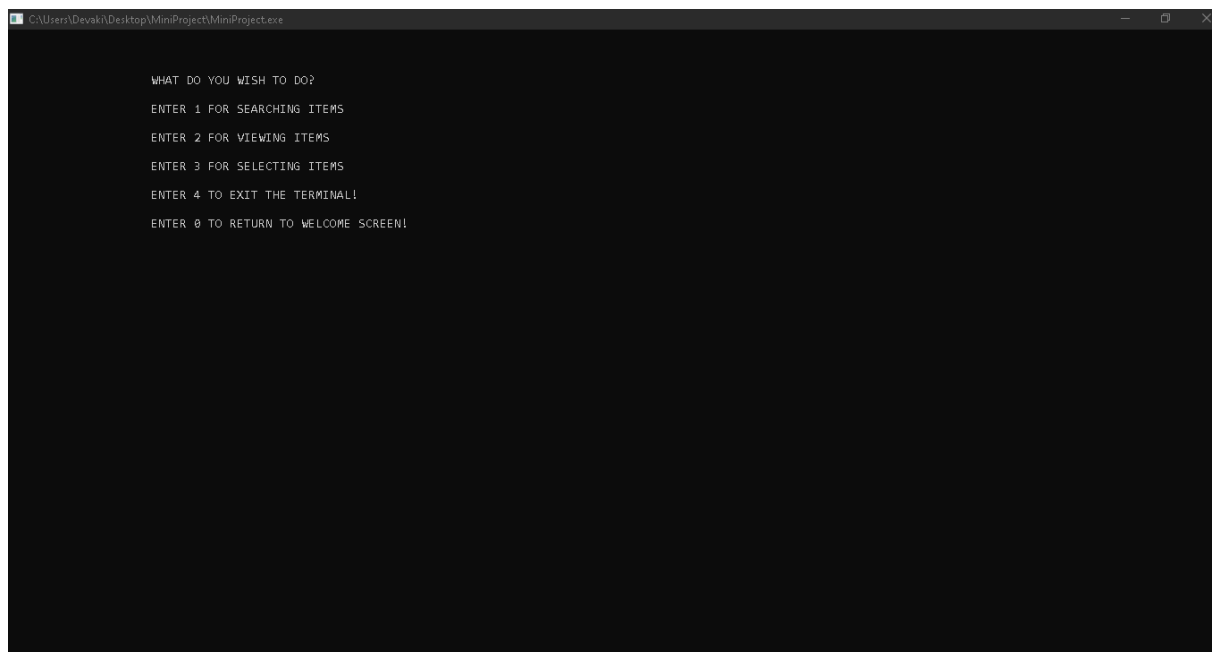 C:\Users\Devaki\Desktop\MiniProject\MiniProject.exe
WHAT DO YOU WISH TO DO?
ENTER 1 FOR SEARCHING ITEMS
ENTER 2 FOR VIEWING ITEMS
ENTER 3 FOR SELECTING ITEMS
ENTER 4 TO EXIT THE TERMINAL!
ENTER 0 TO RETURN TO WELCOME SCREEN!